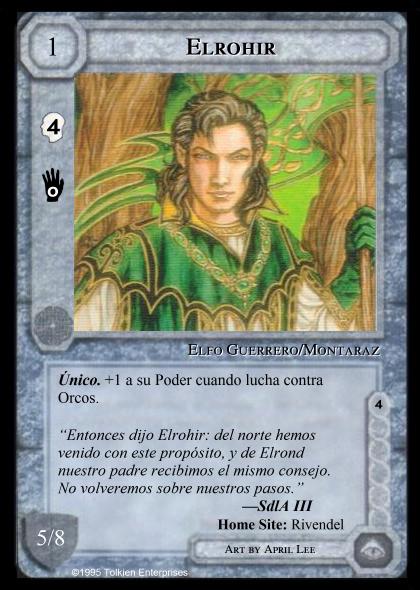 1
ELROHIR
4
0
ELFO GUERRERO/MONTARAZ
Único. +1 a su Poder cuando lucha contra
Orcos.
4
“Entonces dijo Elrohir: del norte hemos
venido con este propósito, y de Elrond
nuestro padre recibimos el mismo consejo.
No volveremos sobre nuestros pasos.”
—SdlA III
Home Site: Rivendel
5/8
ART BY APRIL LEE
©1995 Tolkien Enterprises